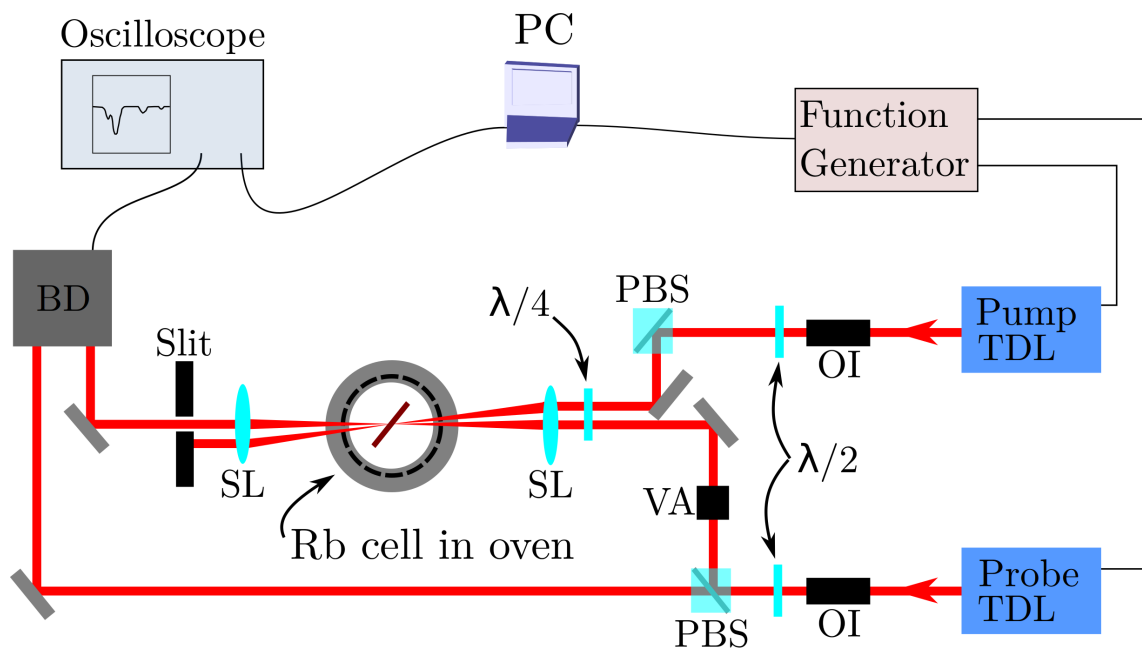 Oscilloscope
PC
Function
Generator
BD
Slit
λ/4
PBS
OI
Pump
TDL
SL
SL
λ/2
VA
Rb cell in oven
PBS
OI
Probe
TDL